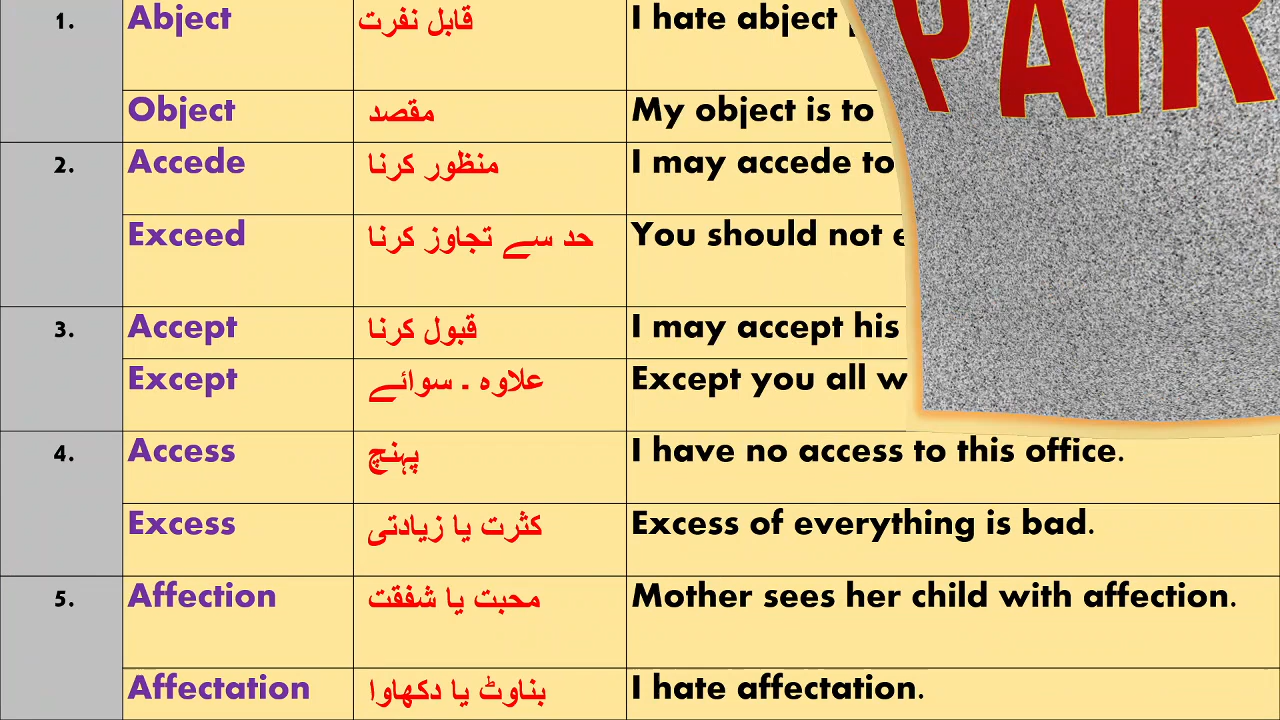 PAIR
1. Abject قابل نفرت I hate abject
Object مقصد My object is to
2. Accede منظور کرنا I may accede to
Exceed حد سے تجاوز کرنا You should not
3. Accept قبول کرنا I may accept his
Except علاوہ ۔ سوائے Except you all
4. Access پہنچ I have no access to this office.
Excess کثرت یا زیادتی Excess of everything is bad.
5. Affection محبت یا شفقت Mother sees her child with affection.
Affectation بناوٹ یا دکھاوا I hate affectation.